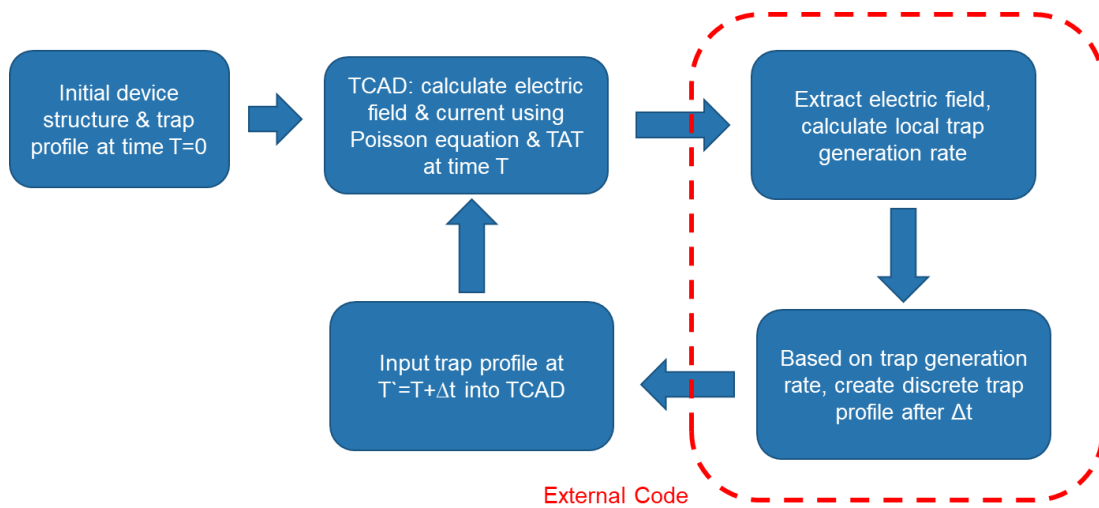 Initial device
structure & trap
profile at time T=0
TCAD: calculate electric
field & current using
Poisson equation & TAT
at time T
Extract electric field,
calculate local trap
generation rate
Based on trap generation
rate, create discrete trap
profile after Δt
Input trap profile at
T`=T+Δt into TCAD
External Code